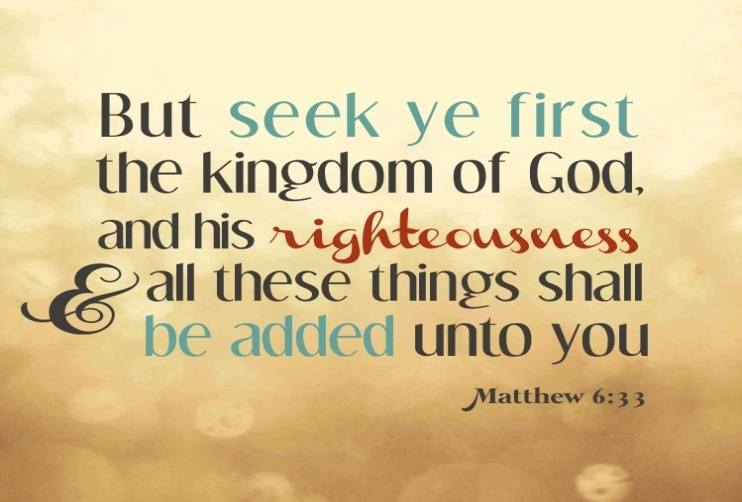 But seek ye first
the kingdom of God,
and his righteousness
& all these things shall
be added unto you
Matthew 6:33